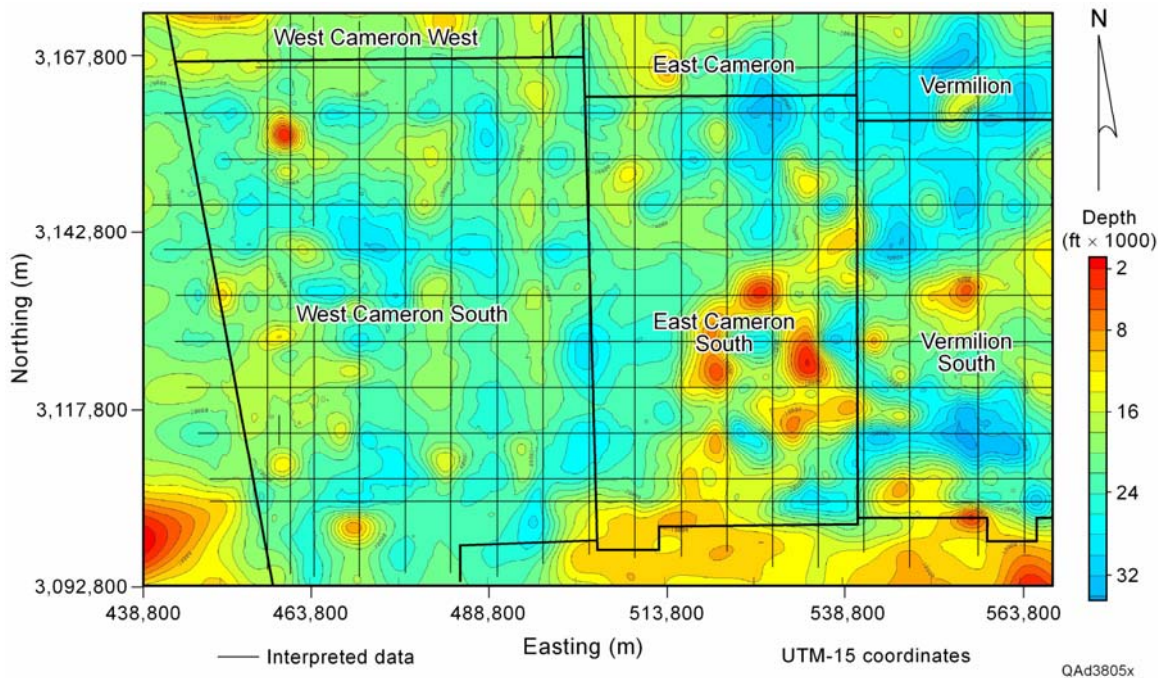 West Cameron West
East Cameron
Vermilion
West Cameron South
East Cameron
South
Vermilion
South
3,167,800
3,142,800
3,117,800
3,092,800
Northing (m)
438,800
463,800
488,800
513,800
538,800
563,800
Easting (m)
Interpreted data
UTM-15 coordinates
N
Depth
(ft × 1000)
2
8
16
24
32
QAd3805x